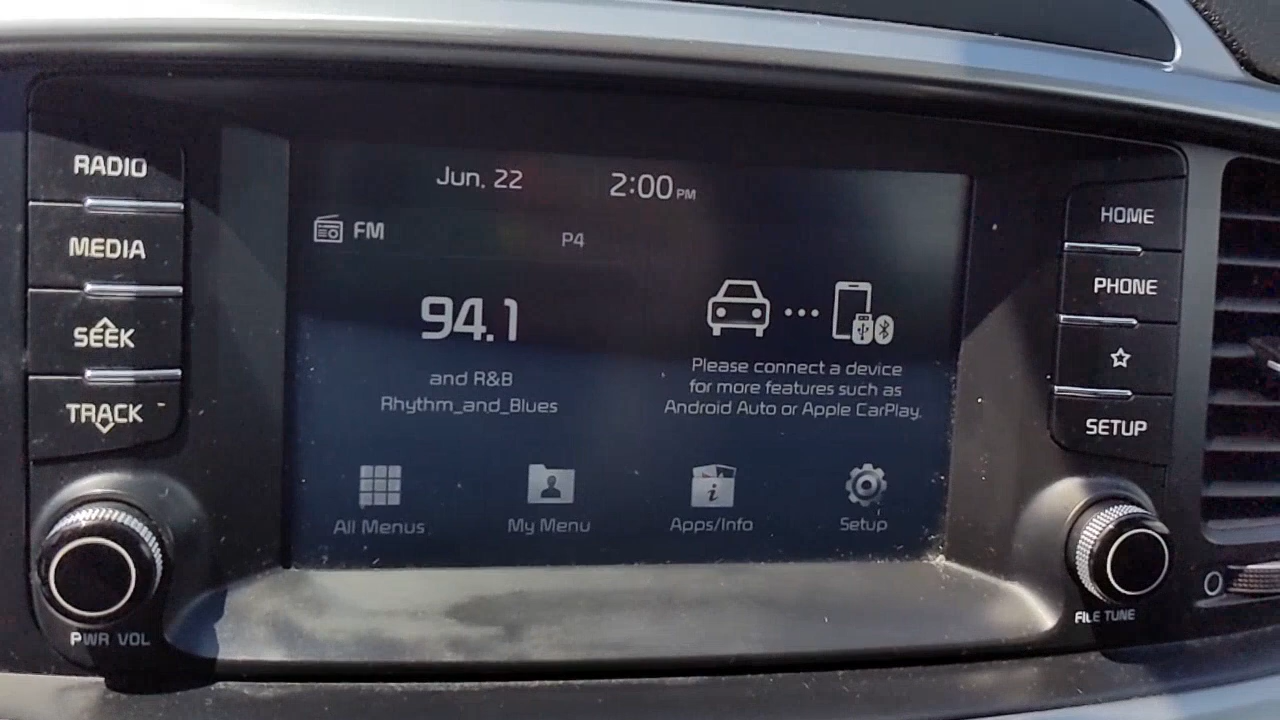 RADIO
MEDIA
SEEK
TRACK
PWR VOL
Jun. 22 2:00 PM
FM P4
94.1
and R&B
Rhythm_and_Blues
Please connect a device
for more features such as
Android Auto or Apple CarPlay.
All Menus My Menu Apps/Info Setup
HOME
PHONE
SETUP
FILE TUNE